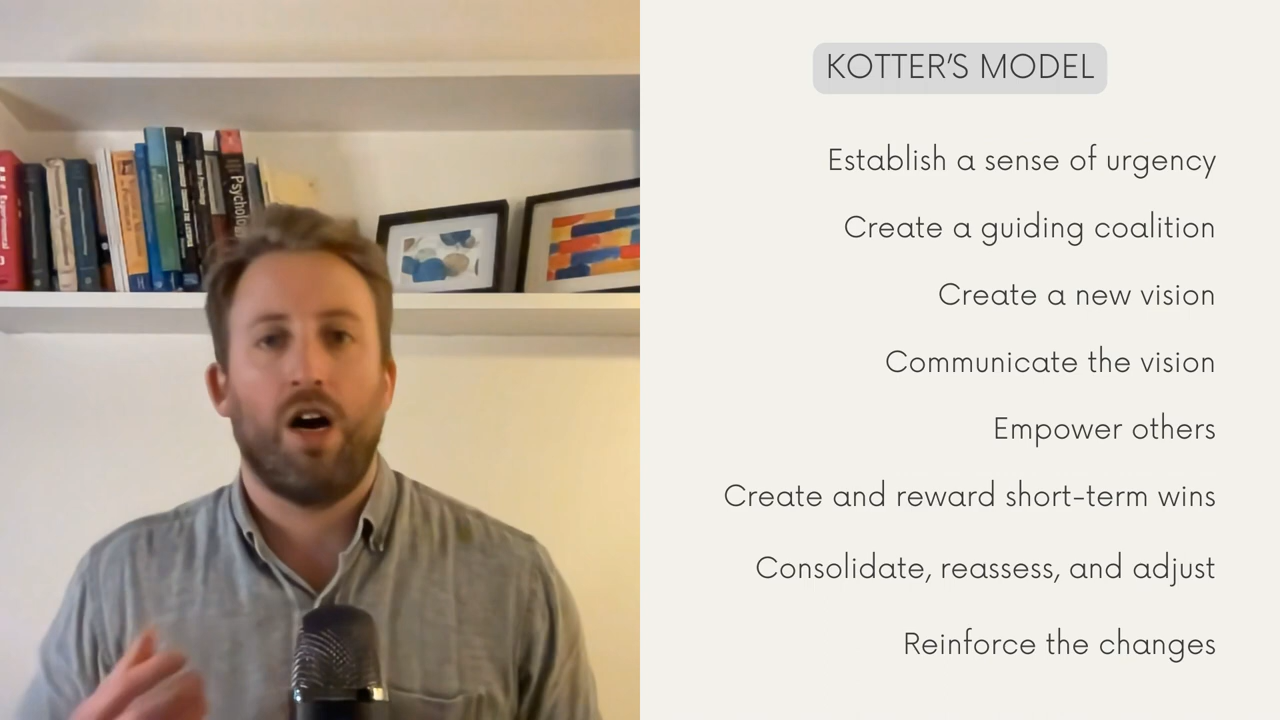 Experimental
Psycholo
KOTTER'S MODEL
Establish a sense of urgency
Create a guiding coalition
Create a new vision
Communicate the vision
Empower others
Create and reward short-term wins
Consolidate, reassess, and adjust
Reinforce the changes